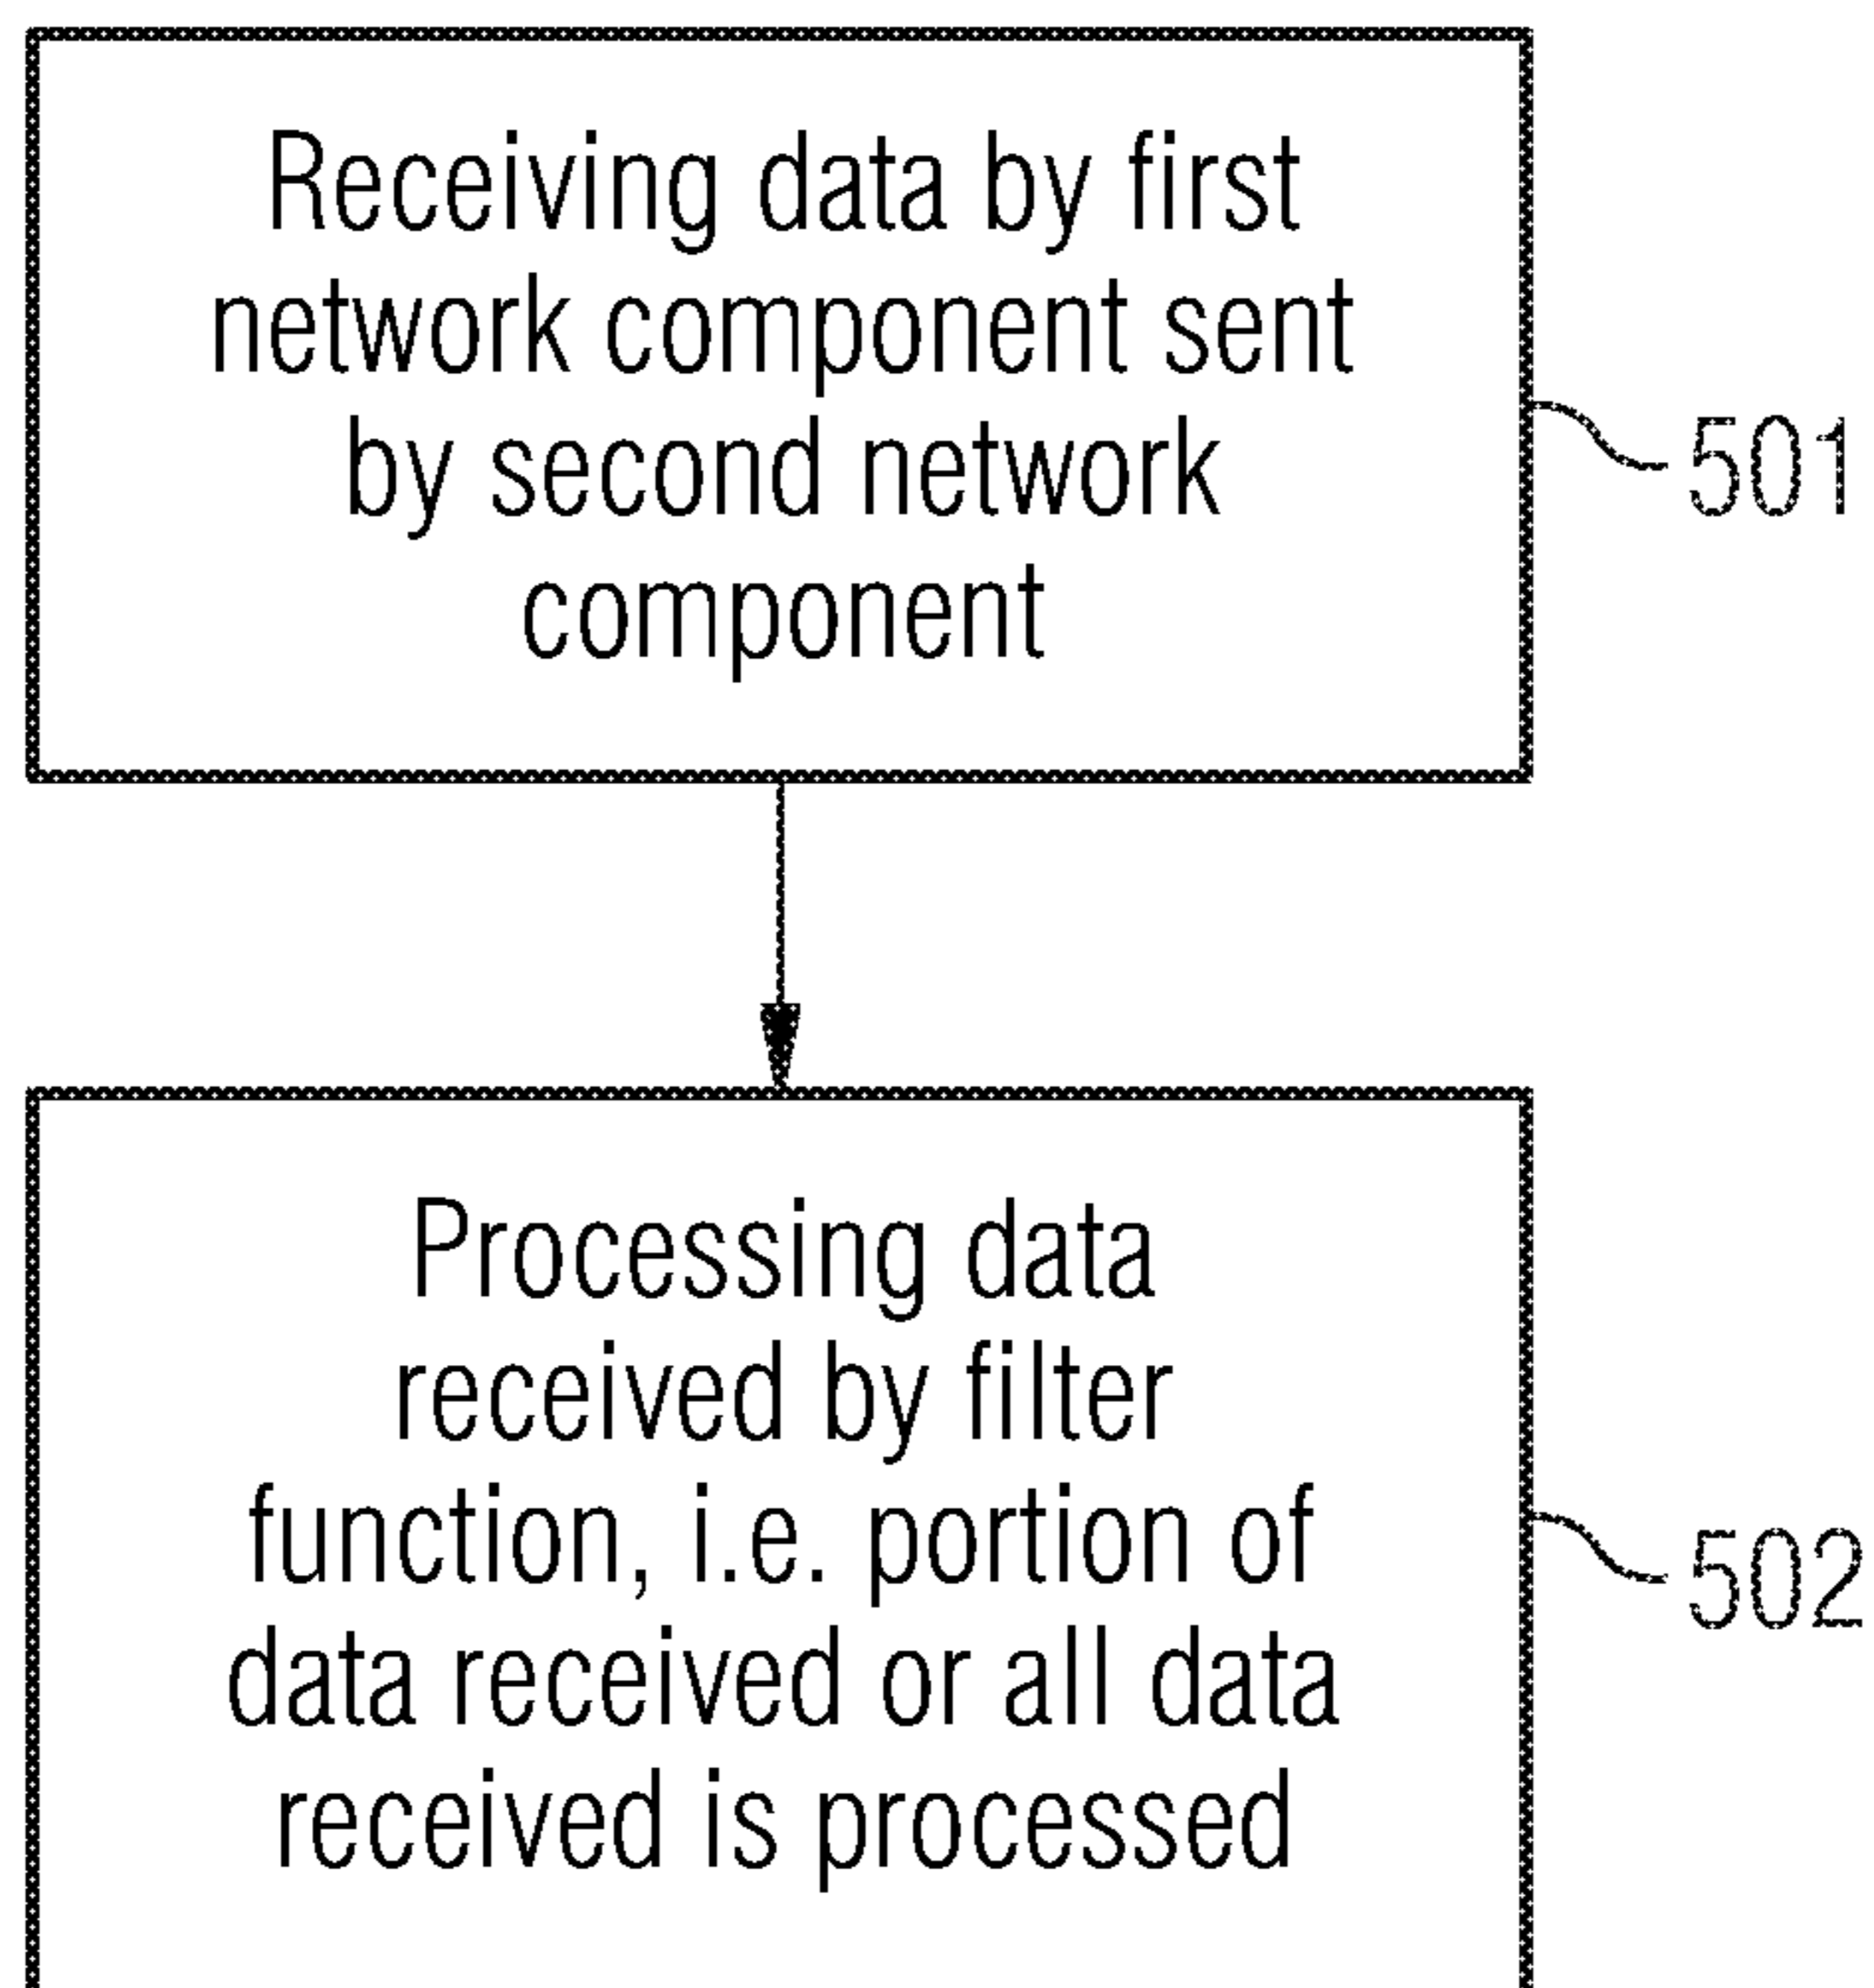 Receiving data by first
network component sent
by second network
component
501
Processing data
received by filter
function, i.e. portion of
data received or all data
received is processed
502